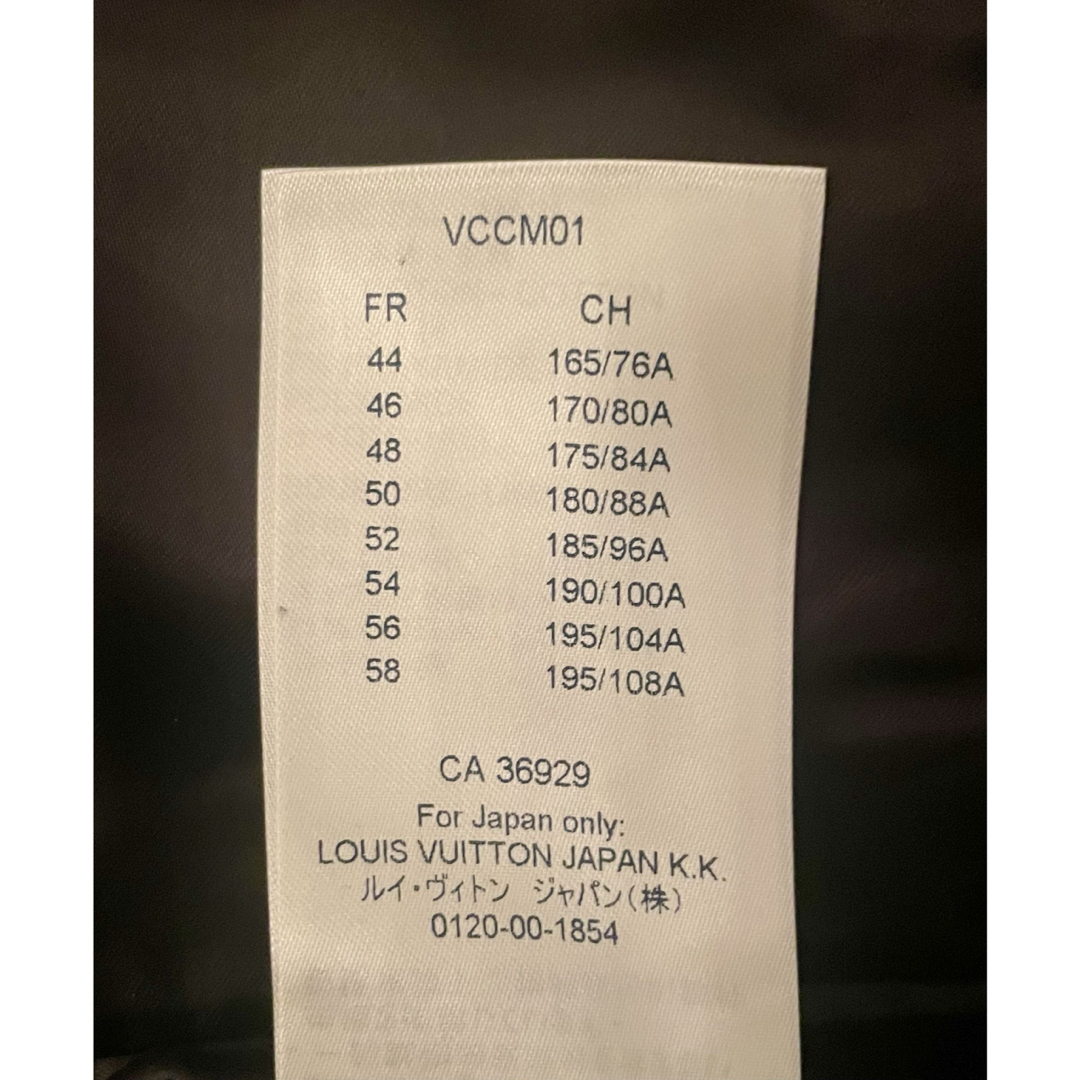 VCCM01
FR CH
44 165/76A
46 170/80A
48 175/84A
50 180/88A
52 185/96A
54 190/100A
56 195/104A
58 195/108A
CA 36929
For Japan only:
LOUIS VUITTON JAPAN K.K.
ルイ・ヴィトン ジャパン(株)
0120-00-1854